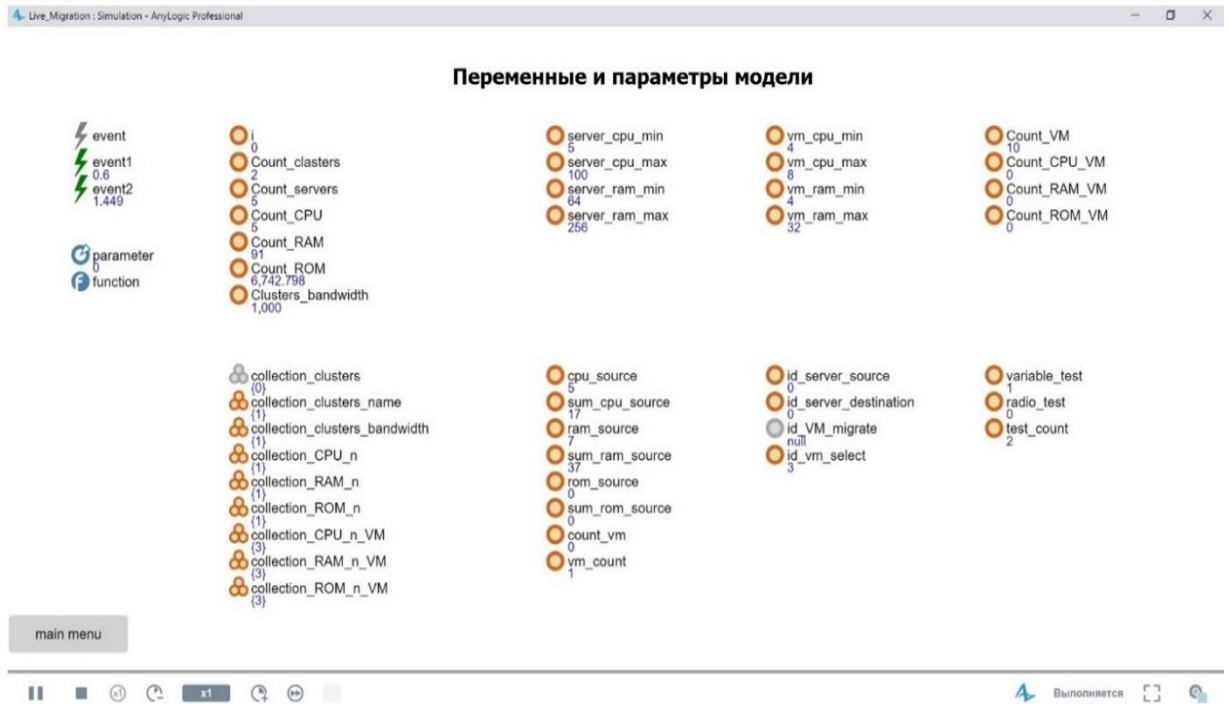 Live_Migration : Simulation - AnyLogic Professional
Переменные и параметры модели
event
event1
0.6
event2
1.449
parameter
0
function
i
0
Count_clasters
2
Count_servers
5
Count_CPU
5
Count_RAM
91
Count_ROM
6,742.798
Clusters_bandwidth
1,000
server_cpu_min
5
server_cpu_max
100
server_ram_min
64
server_ram_max
256
vm_cpu_min
4
vm_cpu_max
8
vm_ram_min
4
vm_ram_max
32
Count_VM
10
Count_CPU_VM
0
Count_RAM_VM
0
Count_ROM_VM
0
collection_clusters
{0}
collection_clusters_name
{1}
collection_clusters_bandwidth
{1}
collection_CPU_n
{1}
collection_RAM_n
{1}
collection_ROM_n
{1}
collection_CPU_n_VM
{3}
collection_RAM_n_VM
{3}
collection_ROM_n_VM
{3}
cpu_source
5
sum_cpu_source
17
ram_source
7
sum_ram_source
37
rom_source
0
sum_rom_source
0
count_vm
0
vm_count
1
id_server_source
0
id_server_destination
0
id_VM_migrate
null
id_vm_select
3
variable_test
1
radio_test
0
test_count
2
main menu
x1
x1
Выполняется